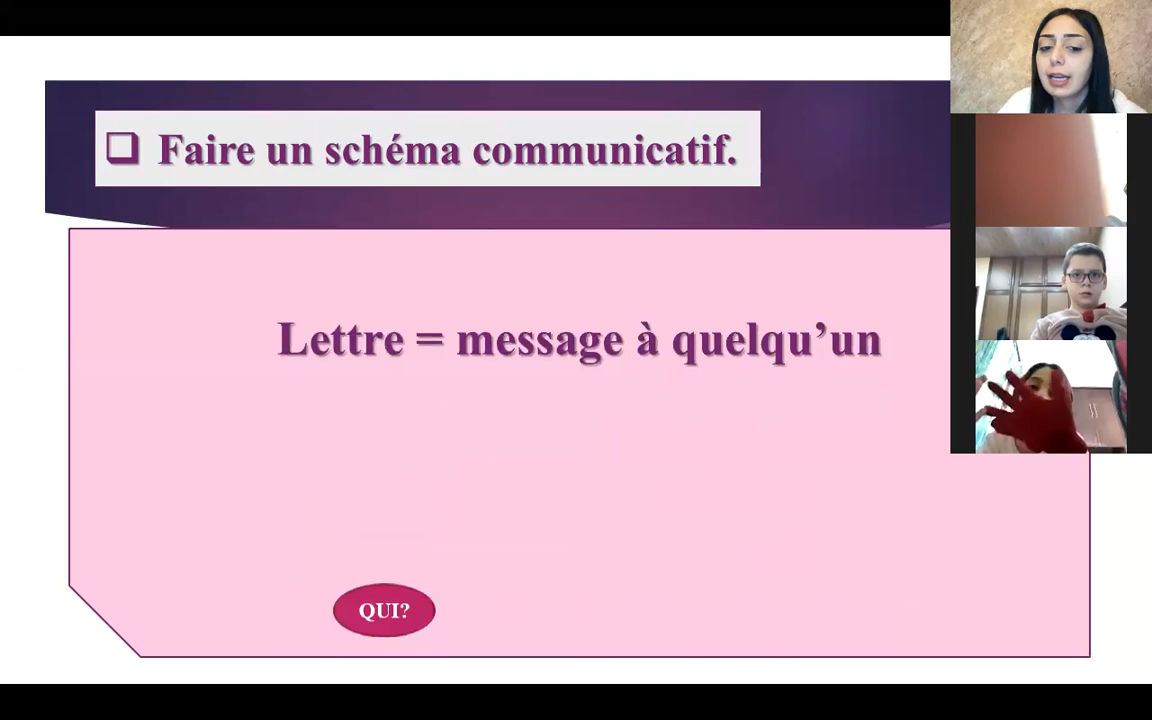 Faire un schéma communicatif.
Lettre = message à quelqu’un
QUI?